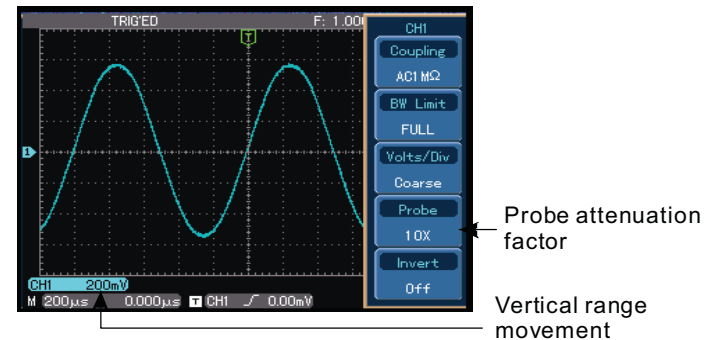 TRIG'ED F: 1.00
T
CH1
Coupling
AC1 MΩ
BW Limit
FULL
Volts/Div
Coarse
Probe
10X
Invert
Off
1
CH1 200mV
M 200µs 0.000µs T CH1 0.00mV
Probe attenuation
factor
Vertical range
movement